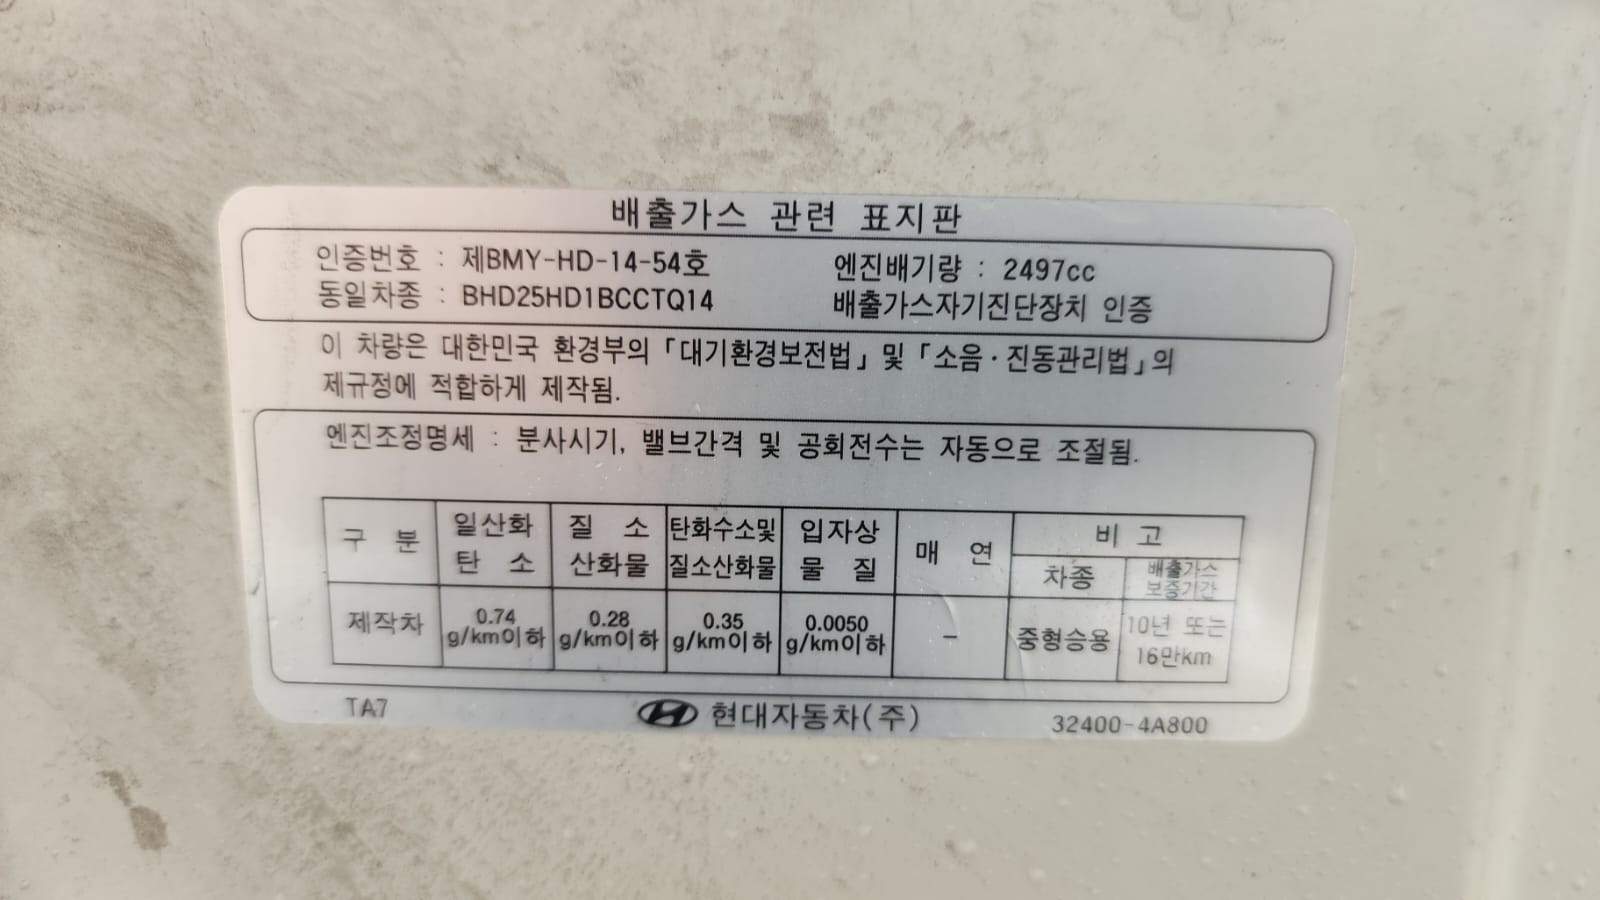 배출가스 관련 표지판
인증번호 : 제BMY-HD-14-54호 엔진배기량 : 2497cc
동일차종 : BHD25HD1BCCTQ14 배출가스자기진단장치 인증
이 차량은 대한민국 환경부의 「대기환경보전법」 및 「소음·진동관리법」의
제규정에 적합하게 제작됨.
엔진조정명세 : 분사시기, 밸브간격 및 공회전수는 자동으로 조절됨.
구 분 일산화 탄 소 질 소 산화물 탄화수소및 질소산화물 입자상 물 질 매 연 비 고
차종 배출가스 보증기간
제작차 0.74 g/km이하 0.28 g/km이하 0.35 g/km이하 0.0050 g/km이하 - 중형승용 10년 또는 16만km
TA7 현대자동차(주) 32400-4A800